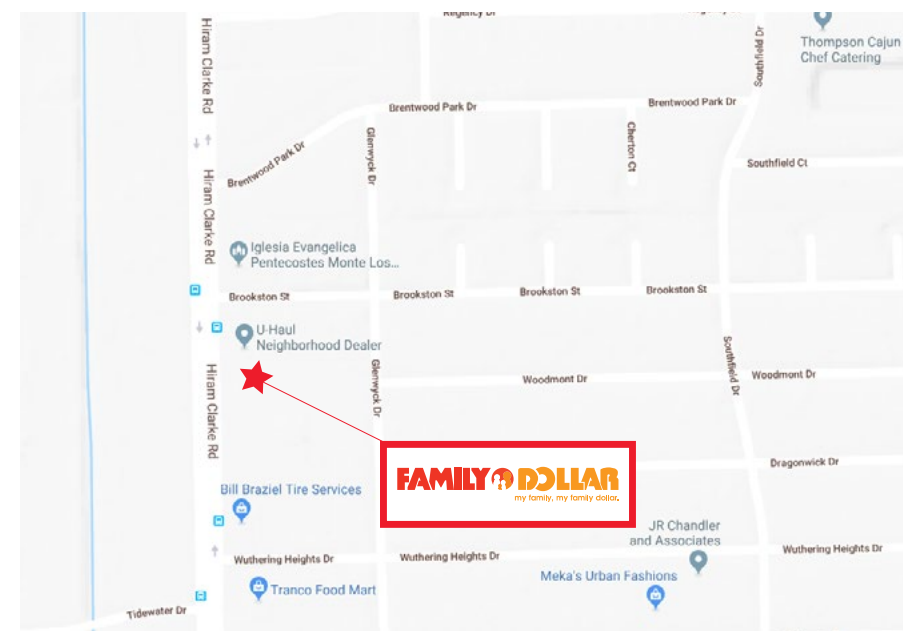 Regency Dr
Hiram Clarke Rd
Southfield Dr
Thompson Cajun
Chef Catering
Brentwood Park Dr
Brentwood Park Dr
Glenwyck Dr
Cherton Ct
Brentwood Park Dr
Southfield Ct
Hiram Clarke Rd
Iglesia Evangelica
Pentecostes Monte Los...
Brookston St
Brookston St
Brookston St
Brookston St
U-Haul
Neighborhood Dealer
Southfield Dr
Glenwyck Dr
Hiram Clarke Rd
Woodmont Dr
Woodmont Dr
FAMILY DOLLAR
my family, my family dollar.
Dragonwick Dr
Bill Braziel Tire Services
JR Chandler
and Associates
Wuthering Heights Dr
Wuthering Heights Dr
Wuthering Heights Dr
Meka's Urban Fashions
Tranco Food Mart
Tidewater Dr